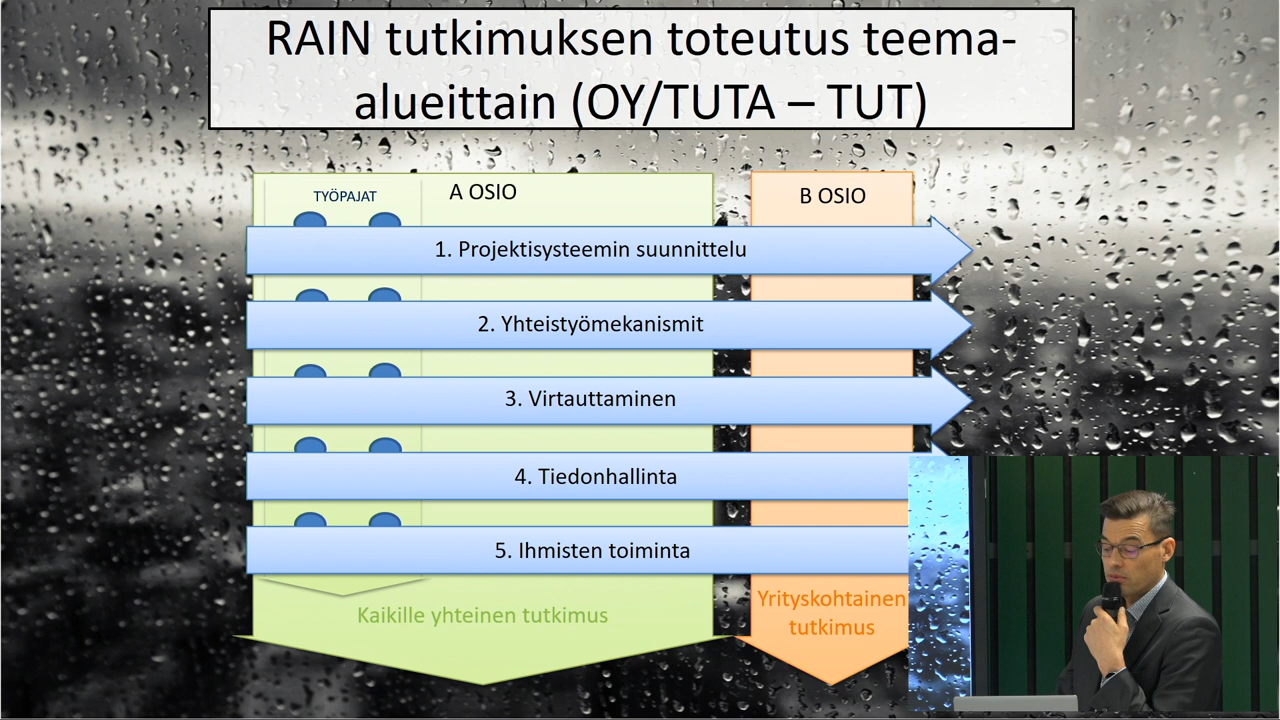 RAIN tutkimuksen toteutus teema-
alueittain (OY/TUTA – TUT)
TYÖPAJAT
A OSIO
B OSIO
1. Projektisysteemin suunnittelu
2. Yhteistyömekanismit
3. Virtauttaminen
4. Tiedonhallinta
5. Ihmisten toiminta
Kaikille yhteinen tutkimus
Yrityskohtainen
tutkimus